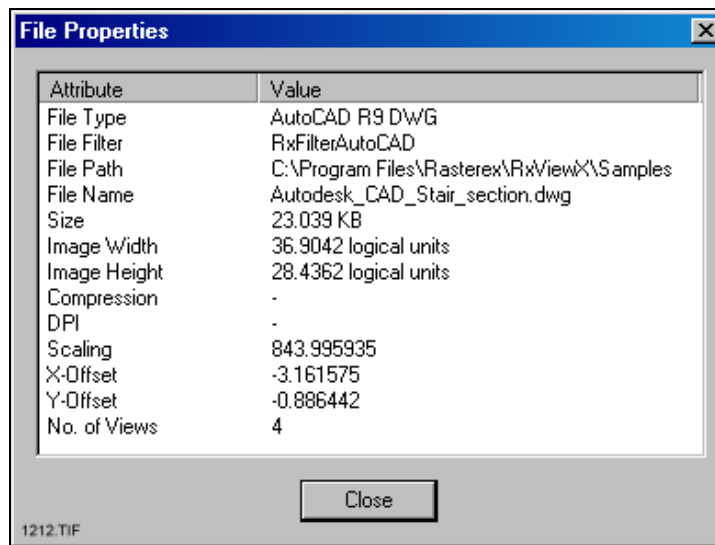 File Properties
Attribute Value
File Type AutoCAD R9 DWG
File Filter RxFilterAutoCAD
File Path C:\Program Files\Rasterex\RxViewX\Samples
File Name Autodesk_CAD_Stair_section.dwg
Size 23.039 KB
Image Width 36.9042 logical units
Image Height 28.4362 logical units
Compression -
DPI -
Scaling 843.995935
X-Offset -3.161575
Y-Offset -0.886442
No. of Views 4
Close
1212.TIF